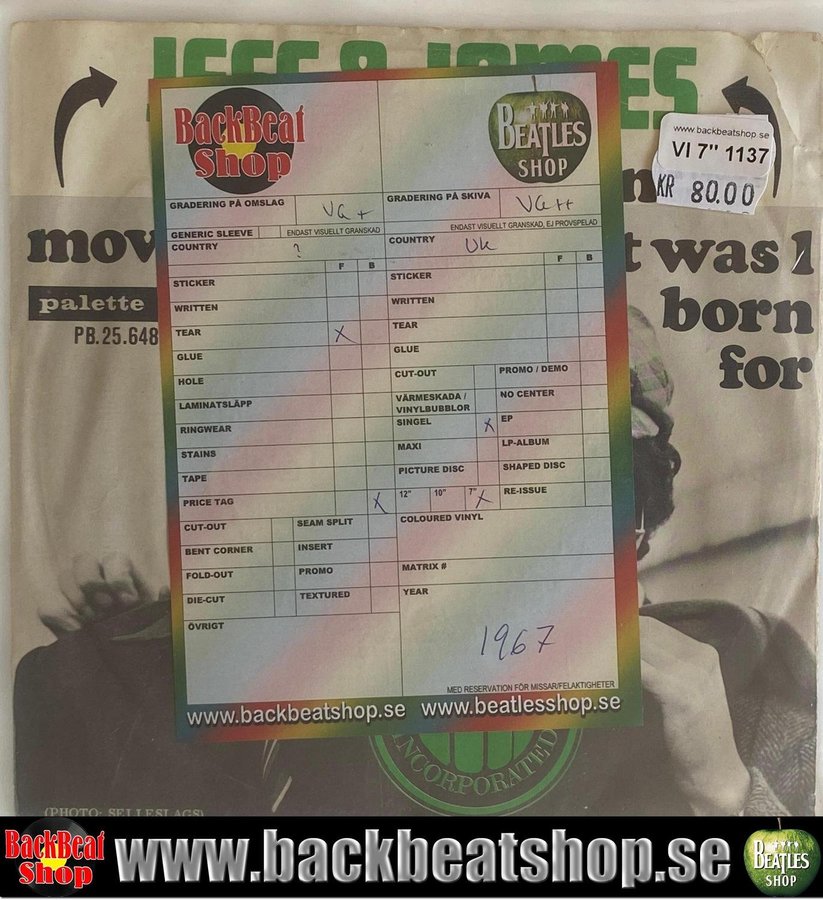 JEFF & JAMES
BackBeat
Shop
BEATLES
SHOP
www.backbeatshop.se
VI 7" 1137
KR 80.00
GRADERING PÅ OMSLAG
VG+
GRADERING PÅ SKIVA
VG++
GENERIC SLEEVE
ENDAST VISUELLT GRANSKAD
ENDAST VISUELLT GRANSKAD, EJ PROVSPELAD
COUNTRY
?
COUNTRY
UK
F B
F B
STICKER
WRITTEN
TEAR X
GLUE
HOLE
LAMINATSLÄPP
RINGWEAR
STAINS
TAPE
PRICE TAG X
CUT-OUT
SEAM SPLIT
BENT CORNER
INSERT
FOLD-OUT
PROMO
DIE-CUT
TEXTURED
ÖVRIGT
STICKER
WRITTEN
TEAR
GLUE
CUT-OUT
PROMO / DEMO
VÄRMESKADA /
VINYLBUBBLOR
NO CENTER
SINGEL X
EP
MAXI
LP-ALBUM
PICTURE DISC
SHAPED DISC
12" 10" 7" X
RE-ISSUE
COLOURED VINYL
MATRIX #
YEAR
1967
MED RESERVATION FÖR MISSAR/FELAKTIGHETER
www.backbeatshop.se www.beatlesshop.se
mov
palette
PB.25.648
n
t was I
born
for
INCORPORATED
(PHOTO: SELLESLAGS)
BackBeat
Shop
www.backbeatshop.se
BEATLES
SHOP